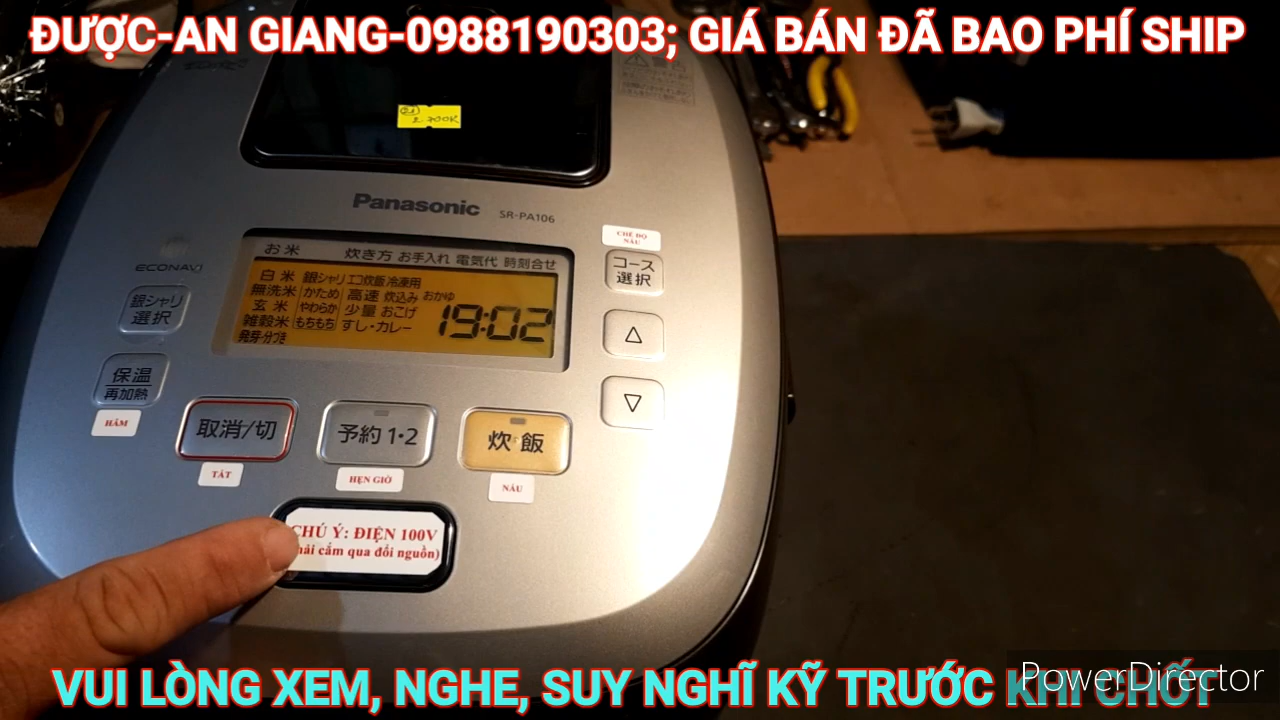 ĐƯỢC-AN GIANG-0988190303; GIÁ BÁN ĐÃ BAO PHÍ SHIP
2.700K
Panasonic
SR-PA106
CHẾ ĐỘ
NẤU
コース
選択
ECONAVI
銀シャリ
選択
お米 炊き方 お手入れ 電気代 時刻合せ
白米 銀シャリ エコ炊飯 冷凍用
無洗米 かため 高速 炊込み おかゆ
玄米 やわらか 少量 おこげ
雑穀米 もちもち すし・カレー
発芽・分づき
19:02
△
▽
保温
再加熱
HÂM
取消/切
予約 1・2
炊飯
TẮT
HẸN GIỜ
NẤU
CHÚ Ý: ĐIỆN 100V
cắm qua đổi nguồn)
VUI LÒNG XEM, NGHE, SUY NGHĨ KỸ TRƯỚC KHI CHỐT
PowerDirector